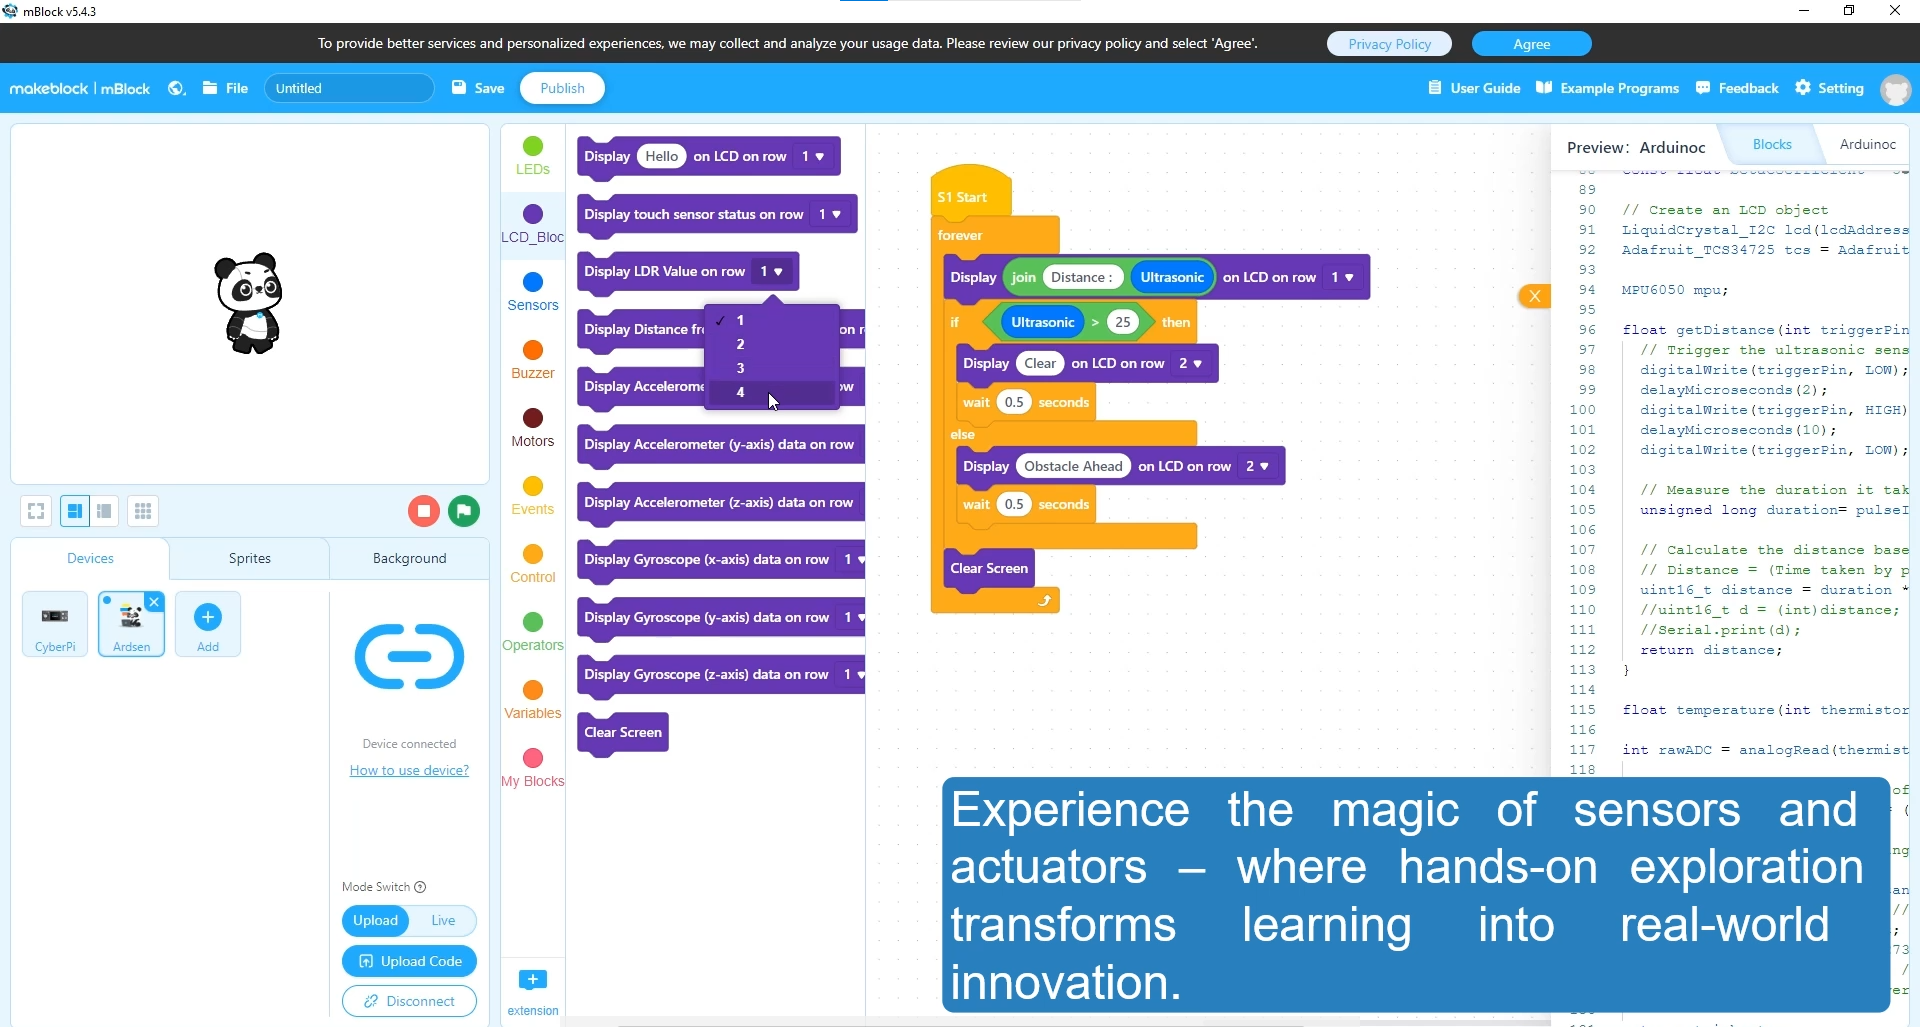 mBlock v5.4.3
To provide better services and personalized experiences, we may collect and analyze your usage data. Please review our privacy policy and select 'Agree'.
Privacy Policy
Agree
makeblock | mBlock
File
Untitled
Save
Publish
User Guide
Example Programs
Feedback
Setting
LEDs
LCD_Bloc
Sensors
Buzzer
Motors
Events
Control
Operators
Variables
My Blocks
extension
Display Hello on LCD on row 1
Display touch sensor status on row 1
Display LDR Value on row 1
1
2
3
4
Display Distance fr
on r
Display Accelerome
ow
Display Accelerometer (y-axis) data on row
Display Accelerometer (z-axis) data on row
Display Gyroscope (x-axis) data on row 1
Display Gyroscope (y-axis) data on row 1
Display Gyroscope (z-axis) data on row 1
Clear Screen
S1 Start
forever
Display join Distance : Ultrasonic on LCD on row 1
if Ultrasonic > 25 then
Display Clear on LCD on row 2
wait 0.5 seconds
else
Display Obstacle Ahead on LCD on row 2
wait 0.5 seconds
Clear Screen
X
Preview: Arduinoc
Blocks
Arduinoc
89
90 // Create an LCD object
91 LiquidCrystal_I2C lcd(lcdAddress
92 Adafruit_TCS34725 tcs = Adafruit
93
94 MPU6050 mpu;
95
96 float getDistance(int triggerPin
97 // Trigger the ultrasonic sens
98 digitalWrite(triggerPin, LOW);
99 delayMicroseconds(2);
100 digitalWrite(triggerPin, HIGH)
101 delayMicroseconds(10);
102 digitalWrite(triggerPin, LOW);
103
104 // Measure the duration it tak
105 unsigned long duration= pulseI
106
107 // Calculate the distance base
108 // Distance = (Time taken by p
109 uint16_t distance = duration *
110 //uint16_t d = (int)distance;
111 //Serial.print(d);
112 return distance;
113 }
114
115 float temperature(int thermistor
116
117 int rawADC = analogRead(thermist
118
Devices
Sprites
Background
CyberPi
Ardsen
Add
Device connected
How to use device?
Mode Switch
Upload
Live
Upload Code
Disconnect
Experience the magic of sensors and
actuators – where hands-on exploration
transforms learning into real-world
innovation.